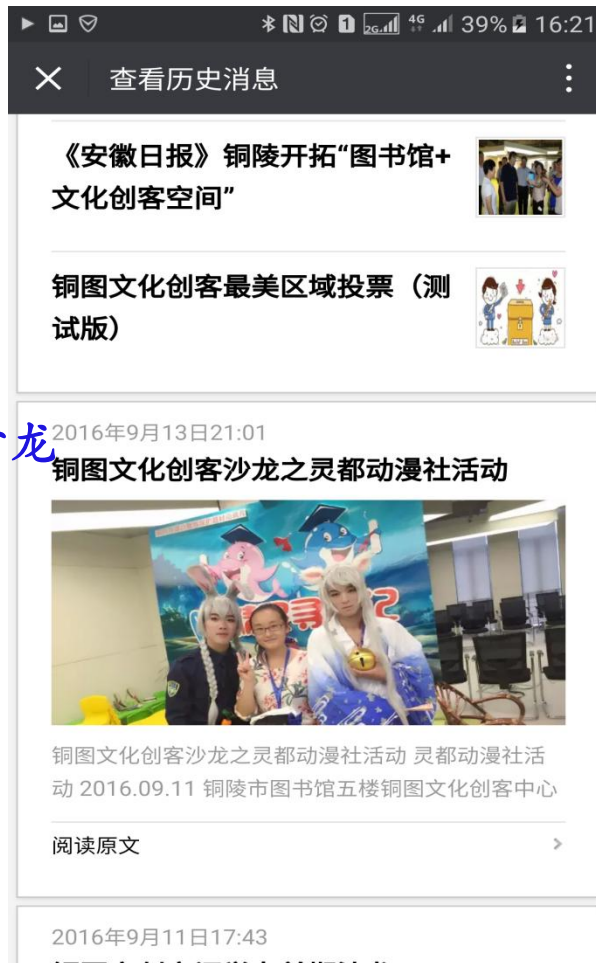 2G 4G 39% 16:21
查看历史消息
《安徽日报》铜陵开拓“图书馆+
文化创客空间”
铜图文化创客最美区域投票（测
试版）
龙
2016年9月13日21:01
铜图文化创客沙龙之灵都动漫社活动
铜图文化创客沙龙之灵都动漫社活动 灵都动漫社活
动 2016.09.11 铜陵市图书馆五楼铜图文化创客中心
阅读原文
2016年9月11日17:43